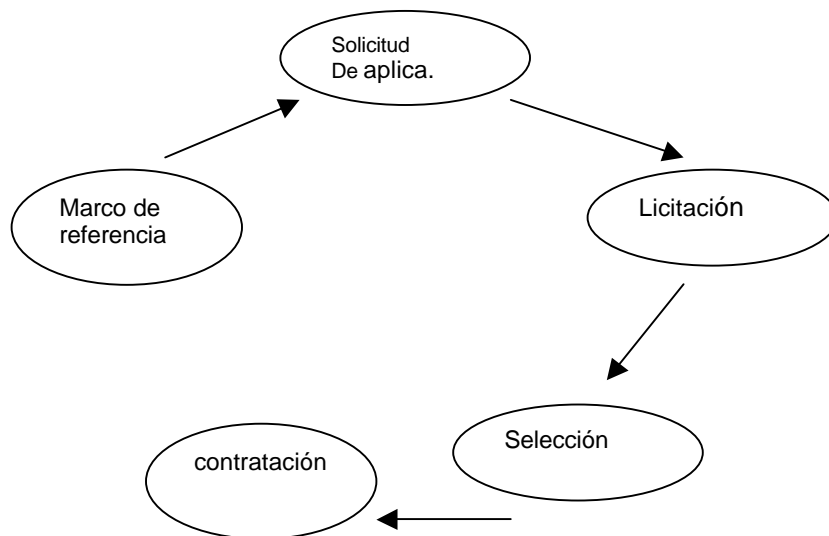 Solicitud
De aplica.
Marco de
referencia
Licitación
Selección
contratación